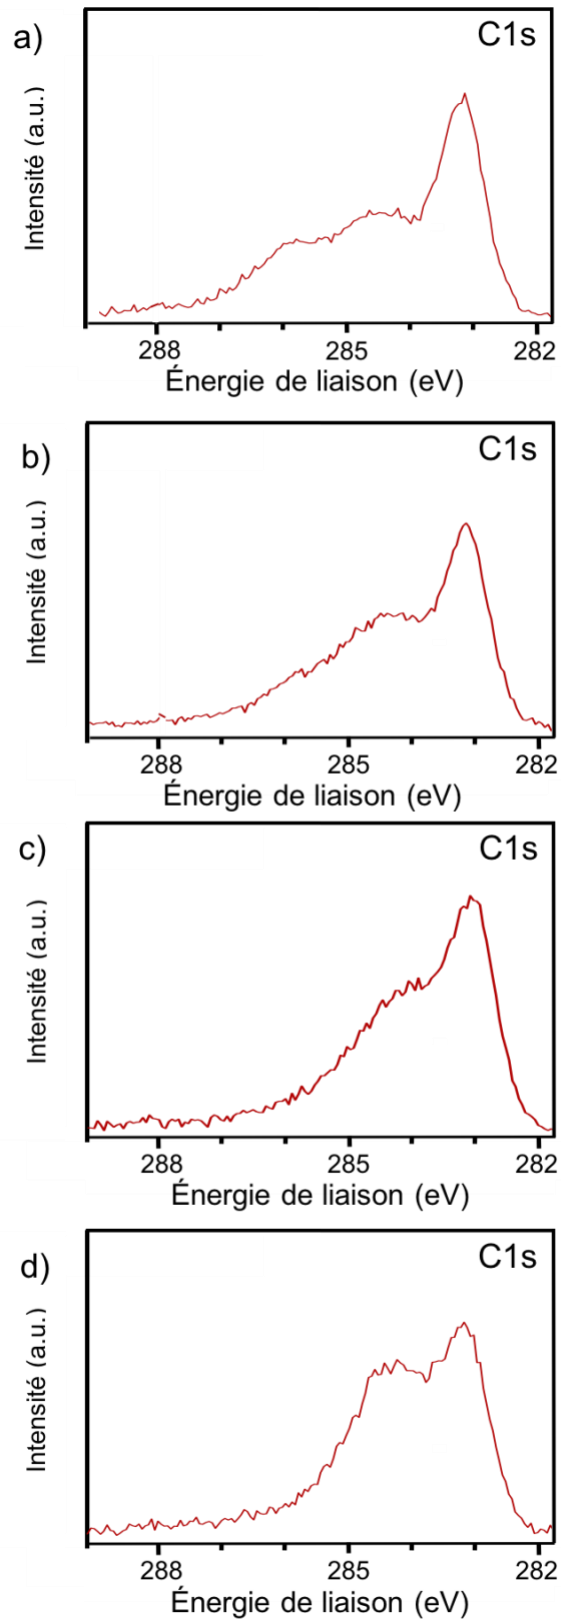 a)
C1s
Intensité (a.u.)
288 285 282
Énergie de liaison (eV)
b)
C1s
Intensité (a.u.)
288 285 282
Énergie de liaison (eV)
c)
C1s
Intensité (a.u.)
288 285 282
Énergie de liaison (eV)
d)
C1s
Intensité (a.u.)
288 285 282
Énergie de liaison (eV)